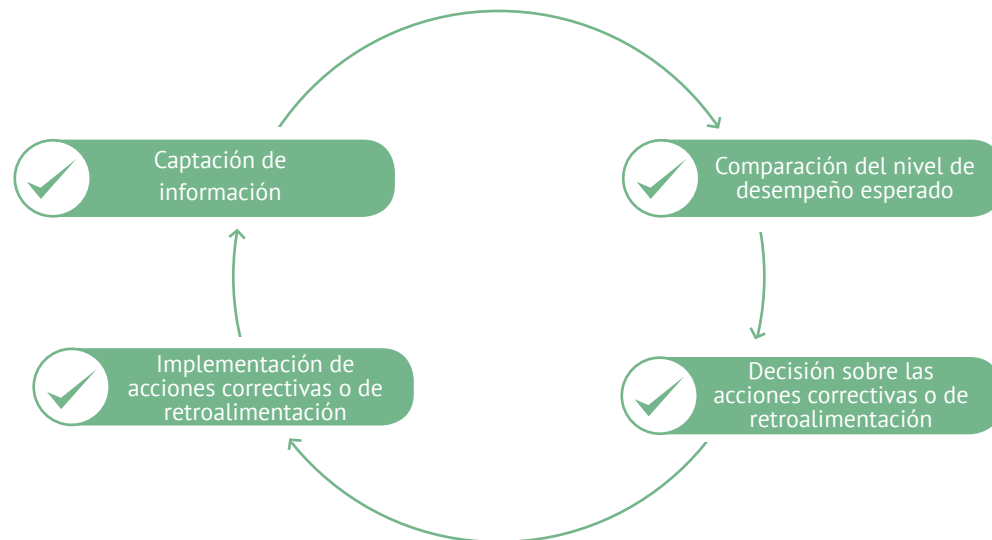 Captación de
información
Comparación del nivel de
desempeño esperado
Implementación de
acciones correctivas o de
retroalimentación
Decisión sobre las
acciones correctivas o de
retroalimentación